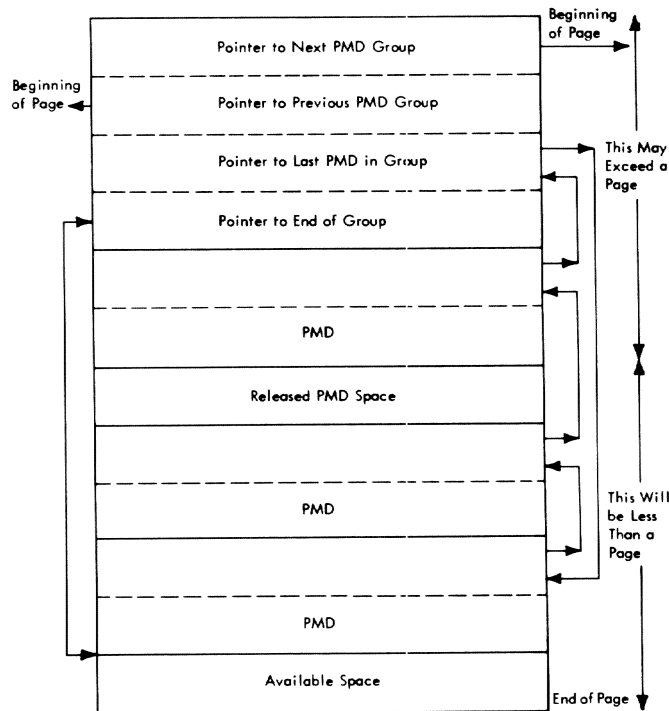 Beginning
of Page
Pointer to Next PMD Group
Beginning
of Page
Pointer to Previous PMD Group
This May
Exceed a
Page
Pointer to Last PMD in Group
Pointer to End of Group
PMD
Released PMD Space
PMD
This Will
be Less
Than a
Page
PMD
Available Space
End of Page